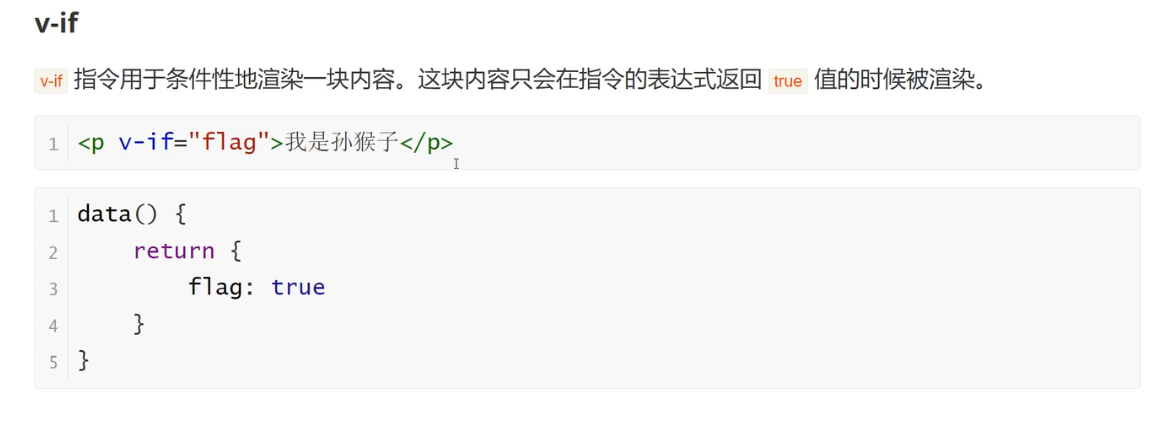 v-if
v-if 指令用于条件性地渲染一块内容。这块内容只会在指令的表达式返回 true 值的时候被渲染。
1 <p v-if="flag">我是孙猴子</p>
1 data() {
2     return {
3         flag: true
4     }
5 }